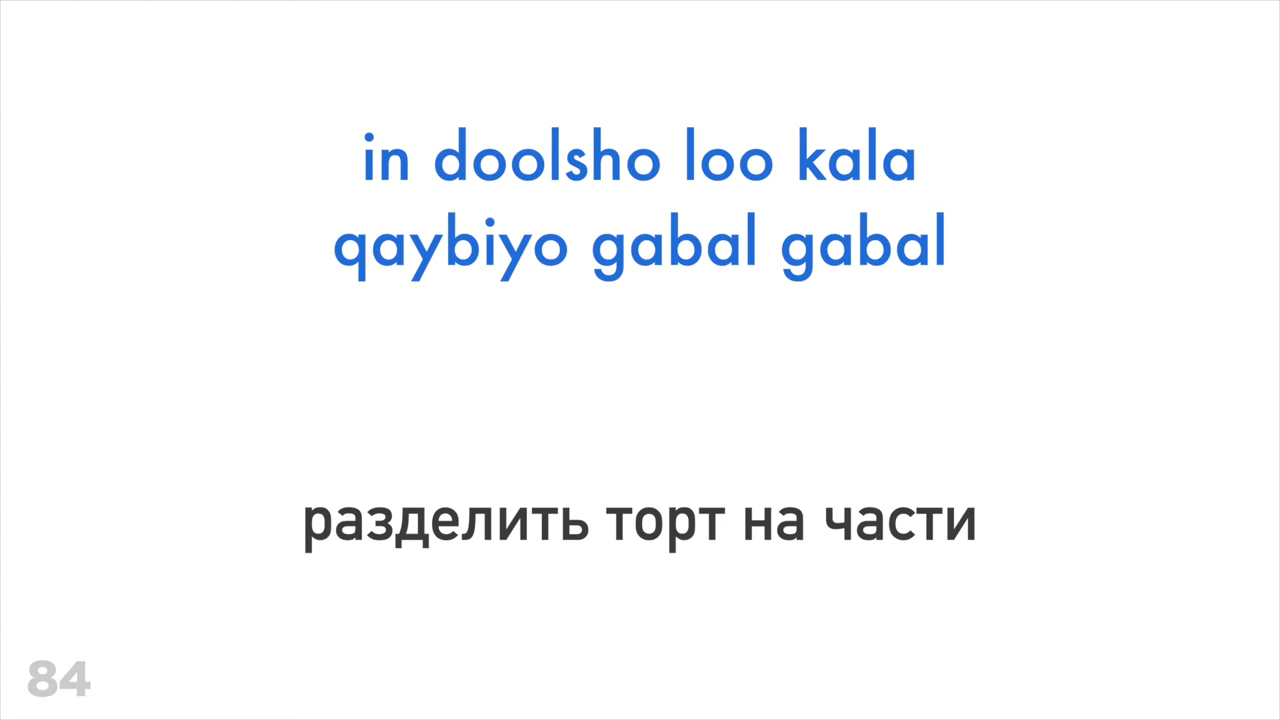 in doolsho loo kala
qaybiyo gabal gabal
разделить торт на части
84